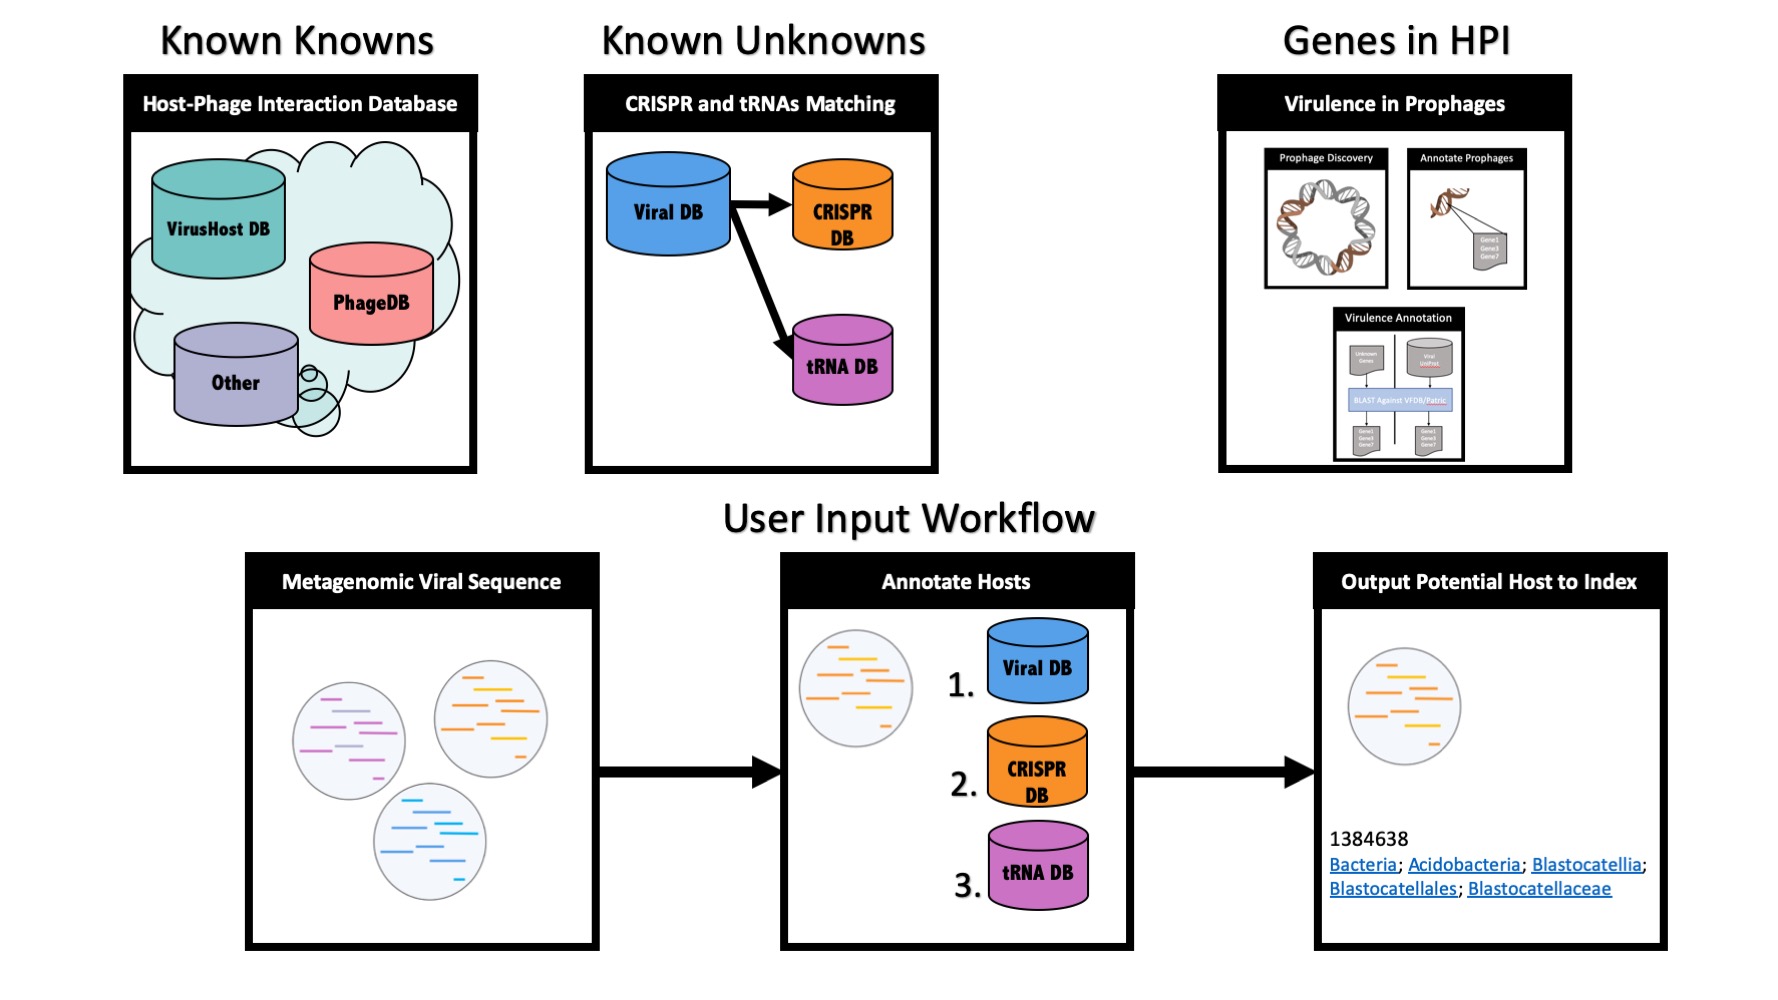 Known Knowns
Known Unknowns
Genes in HPI
Host-Phage Interaction Database
VirusHost DB
PhageDB
Other
CRISPR and tRNAs Matching
Viral DB
CRISPR
DB
tRNA DB
Virulence in Prophages
Prophage Discovery
Annotate Prophages
Gene1
Gene3
Gene7
Virulence Annotation
Unknown
Genes
Viral
UniProt
BLAST Against VFDB/Patric
Gene1
Gene5
Gene7
Gene1
Gene3
Gene7
User Input Workflow
Metagenomic Viral Sequence
Annotate Hosts
1.
Viral DB
2.
CRISPR
DB
3.
tRNA DB
Output Potential Host to Index
1384638
Bacteria; Acidobacteria; Blastocatellia;
Blastocatellales; Blastocatellaceae